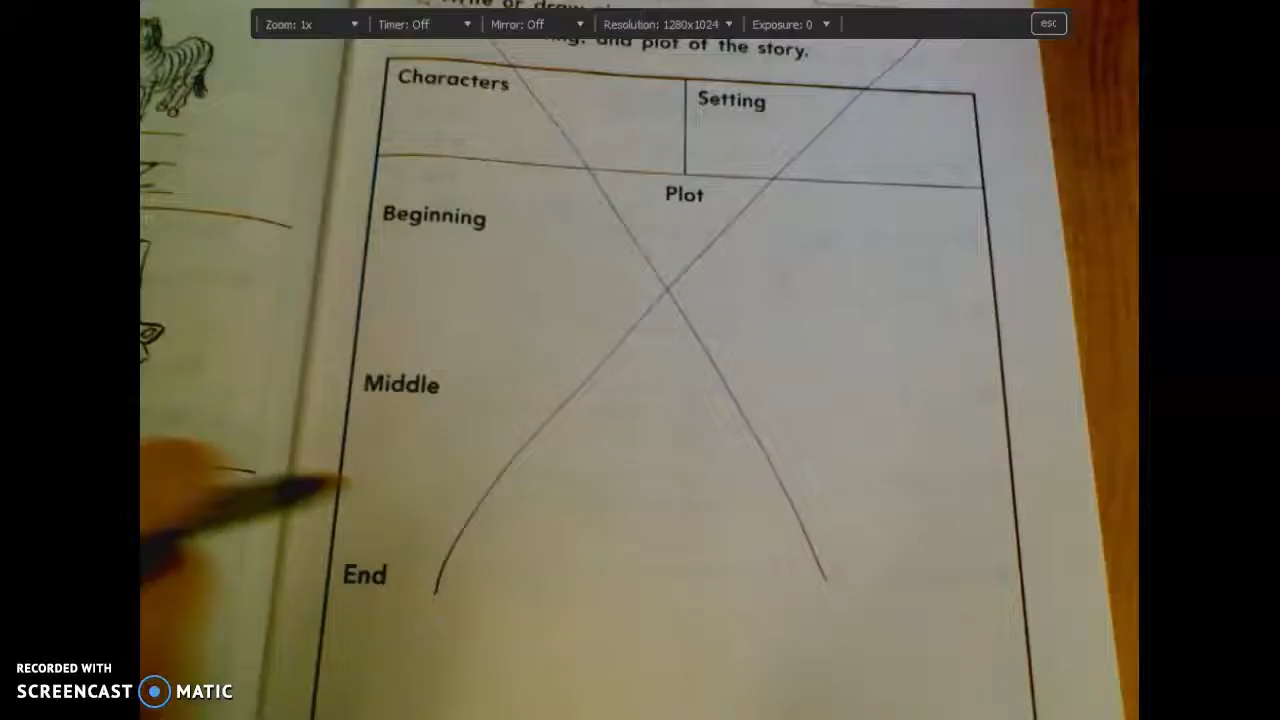 Zoom: 1x Timer: Off Mirror: Off Resolution: 1280x1024 Exposure: 0 esc
or
and plot of the story.
Characters
Setting
Plot
Beginning
Middle
End
RECORDED WITH
SCREENCAST MATIC